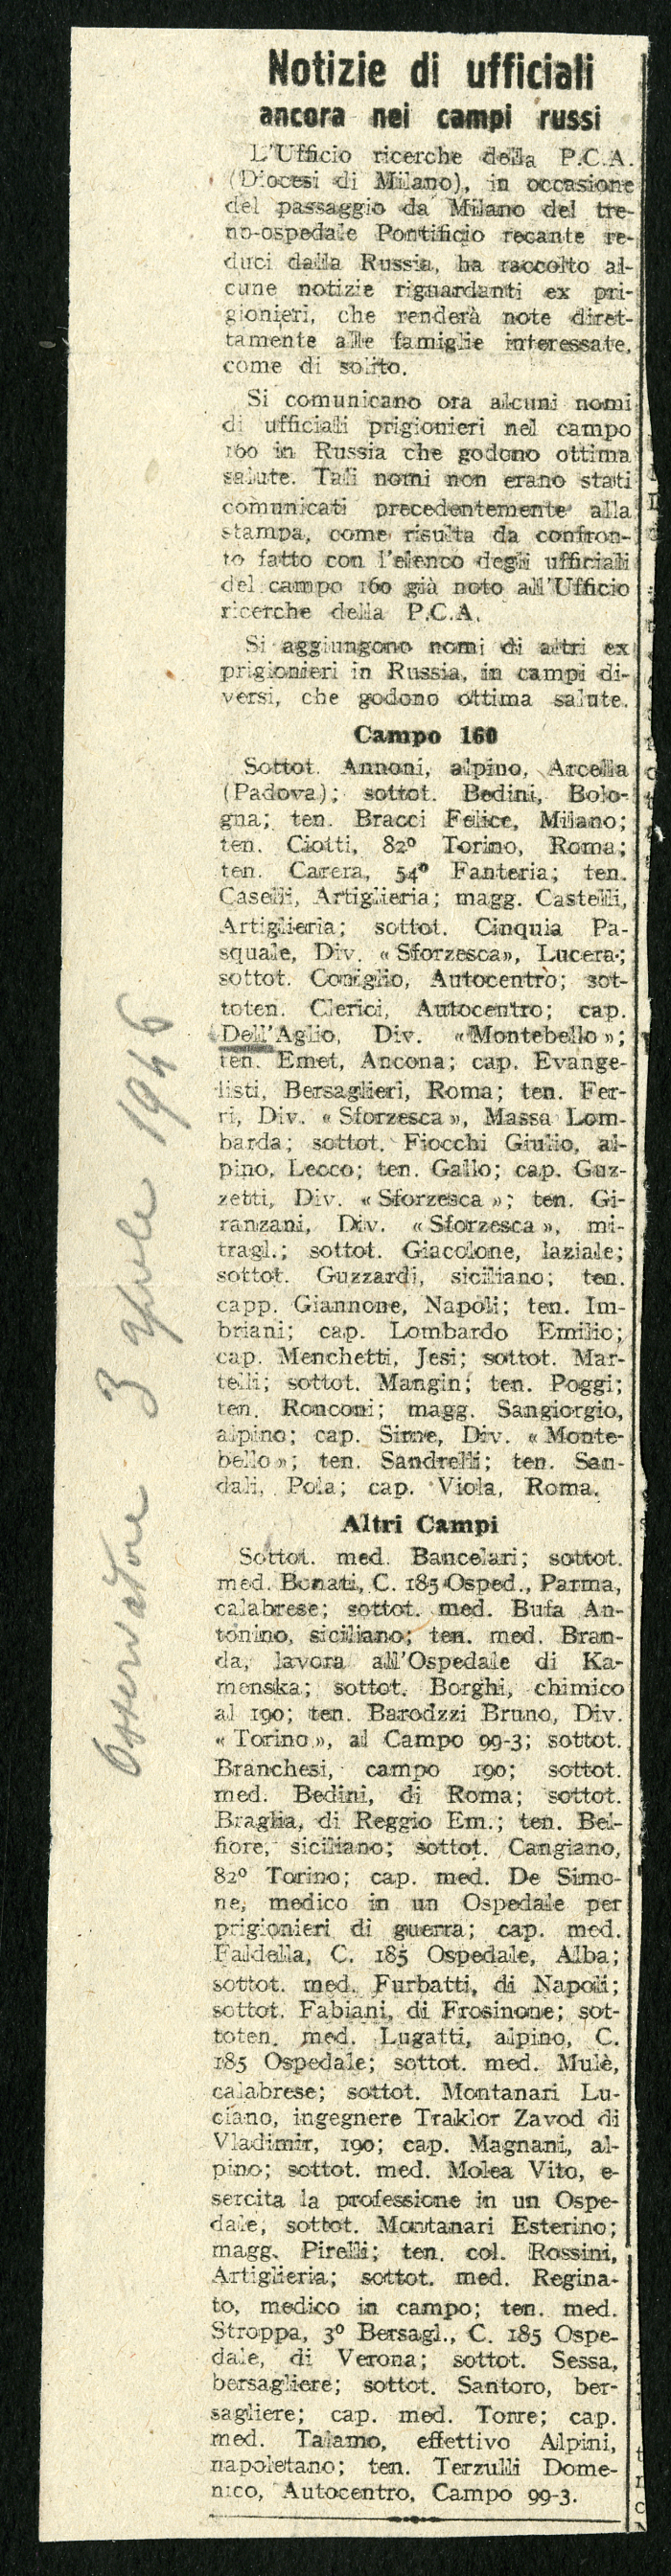 Notizie di ufficiali
ancora nei campi russi
L'Ufficio ricerche della P.C.A.
(Diocesi di Milano), in occasione
del passaggio da Milano del tre-
no-ospedale Pontificio recante re-
duci dalla Russia, ha raccolto al-
cune notizie riguardanti ex pri-
gionieri, che renderà note diret-
tamente alle famiglie interessate,
come di solito.
Si comunicano ora alcuni nomi
di ufficiali prigionieri nel campo
160 in Russia che godono ottima
salute. Tali nomi non erano stati
comunicati precedentemente alla
stampa, come risulta da confron-
to fatto con l'elenco degli ufficiali
del campo 160 già noto all'Ufficio
ricerche della P.C.A.
Si aggiungono nomi di altri ex
prigionieri in Russia, in campi di-
versi, che godono ottima salute.
Campo 160
Sottot. Annoni, alpino, Arcella
(Padova); sottot. Bedini, Bolo-
gna; ten. Bracci Felice, Milano;
ten. Ciotti, 82º Torino, Roma;
ten. Carera, 54º Fanteria; ten.
Caselli, Artiglieria; magg. Castelli,
Artiglieria; sottot. Cinquia Pa-
squale, Div. «Sforzesca», Lucera;
sottot. Coniglio, Autocentro; sot-
toten. Clerici, Autocentro; cap.
Dell'Aglio, Div. «Montebello»;
ten. Emet, Ancona; cap. Evange-
listi, Bersaglieri, Roma; ten. Fer-
ri, Div. «Sforzesca», Massa Lom-
barda; sottot. Fiocchi Giulio, al-
pino, Lecco; ten. Gallo; cap. Guz-
zetti, Div. «Sforzesca»; ten. Gi-
ranzani, Div. «Sforzesca», mi-
tragl.; sottot. Giacolone, laziale;
sottot. Guzzardi, siciliano; ten.
capp. Giannone, Napoli; ten. Im-
briani; cap. Lombardo Emilio;
cap. Menchetti, Jesi; sottot. Mar-
telli; sottot. Mangin; ten. Poggi;
ten. Ronconi; magg. Sangiorgio,
alpino; cap. Sirne, Div. «Monte-
bello»; ten. Sandrelli; ten. San-
dali, Pola; cap. Viola, Roma.
Altri Campi
Sottot. med. Bancelari; sottot.
med. Bonati, C. 185 Osped., Parma,
calabrese; sottot. med. Bufa An-
tonino, siciliano; ten. med. Bran-
da, lavora all'Ospedale di Ka-
menska; sottot. Borghi, chimico
al 190; ten. Barodzzi Bruno, Div.
«Torino», al Campo 99-3; sottot.
Branchesi, campo 190; sottot.
med. Bedini, di Roma; sottot.
Braglia, di Reggio Em.; ten. Bel-
fiore, siciliano; sottot. Cangiano,
82º Torino; cap. med. De Simo-
ne, medico in un Ospedale per
prigionieri di guerra; cap. med.
Faldella, C. 185 Ospedale, Alba;
sottot. med. Furbatti, di Napoli;
sottot. Fabiani, di Frosinone; sot-
toten. med. Lugatti, alpino, C.
185 Ospedale; sottot. med. Mulè,
calabrese; sottot. Montanari Lu-
ciano, ingegnere Traklor Zavod di
Vladimir, 190; cap. Magnani, al-
pino; sottot. med. Molea Vito, e-
sercita la professione in un Ospe-
dale, sottot. Montanari Esterino;
magg. Pirelli; ten. col. Rossini,
Artiglieria; sottot. med. Regina-
to, medico in campo; ten. med.
Stroppa, 3º Bersagl., C. 185 Ospe-
dale, di Verona; sottot. Sessa,
bersagliere; sottot. Santoro, ber-
sagliere; cap. med. Torre; cap.
med. Talamo, effettivo Alpini,
napoletano; ten. Terzulli Dome-
nico, Autocentro, Campo 99-3.
Osservatore 3 aprile 1946